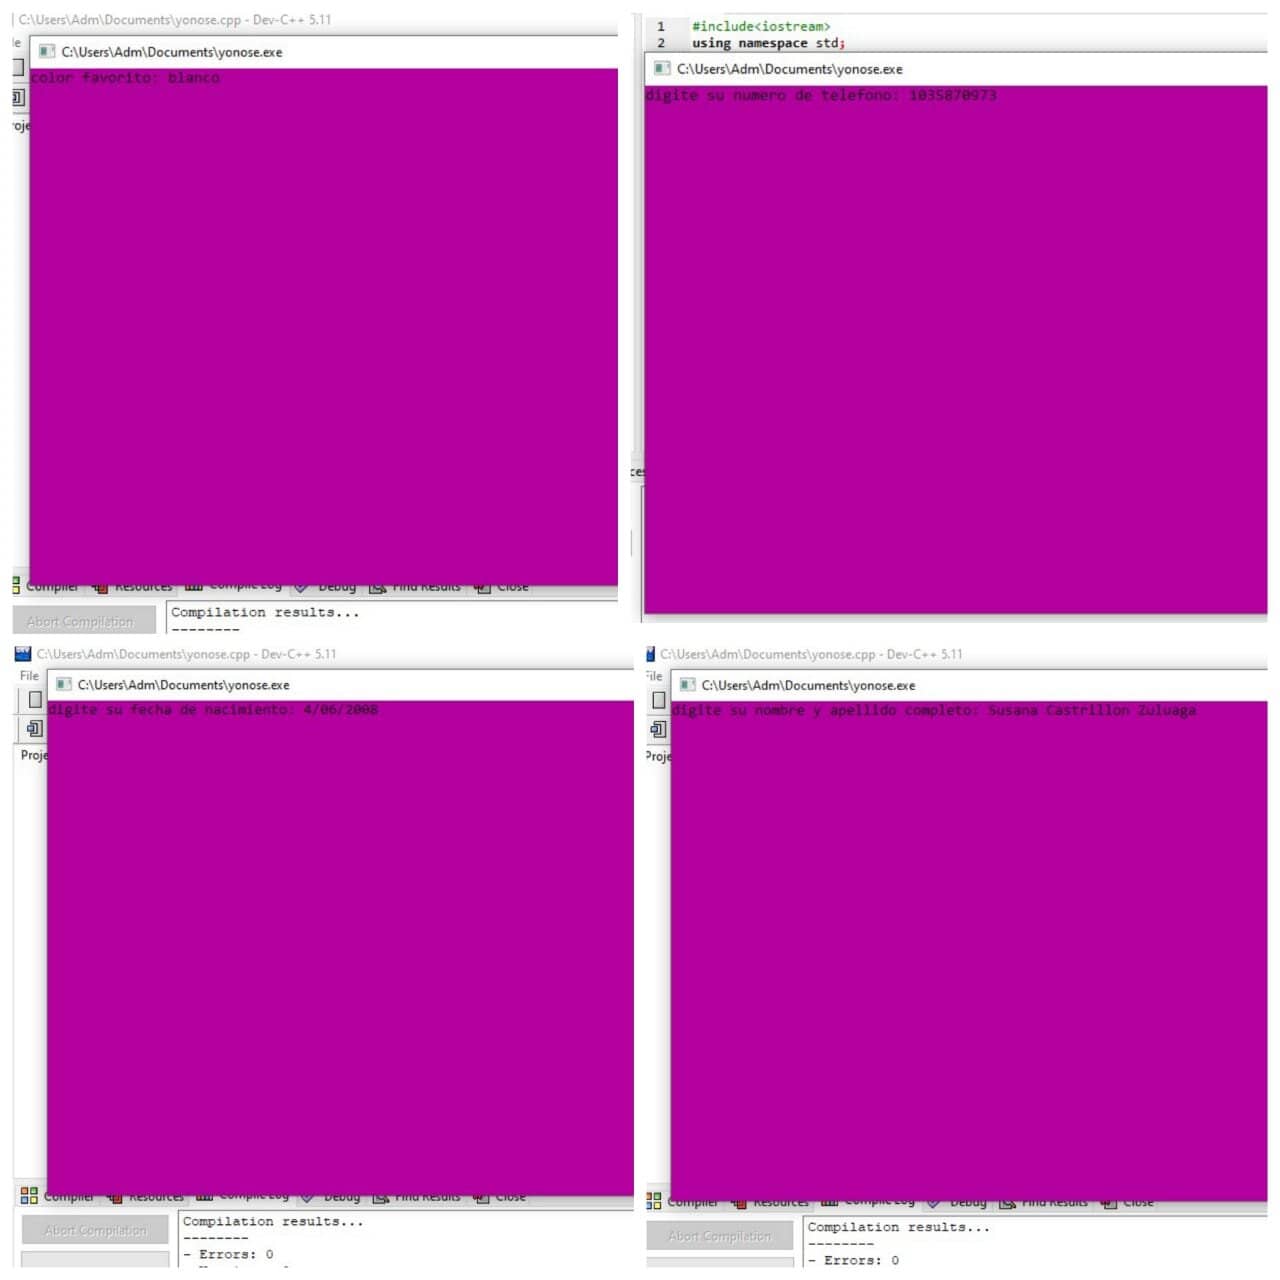 C:\Users\Adm\Documents\yonose.cpp - Dev-C++ 5.11
C:\Users\Adm\Documents\yonose.exe
color favorito: blanco
Compiler Resources Compile Log Debug Find Results Close
Abort Compilation
Compilation results...
--------
1 #include<iostream>
2 using namespace std;
C:\Users\Adm\Documents\yonose.exe
digite su numero de telefono: 1035870973
C:\Users\Adm\Documents\yonose.cpp - Dev-C++ 5.11
File
C:\Users\Adm\Documents\yonose.exe
digite su fecha de nacimiento: 4/06/2008
Proje
Compiler Resources Compile Log Debug Find Results Close
Abort Compilation
Compilation results...
--------
- Errors: 0
C:\Users\Adm\Documents\yonose.cpp - Dev-C++ 5.11
File
C:\Users\Adm\Documents\yonose.exe
digite su nombre y apellido completo: Susana Castrillon Zuluaga
Proje
Compiler Resources Compile Log Debug Find Results Close
Abort Compilation
Compilation results...
--------
- Errors: 0